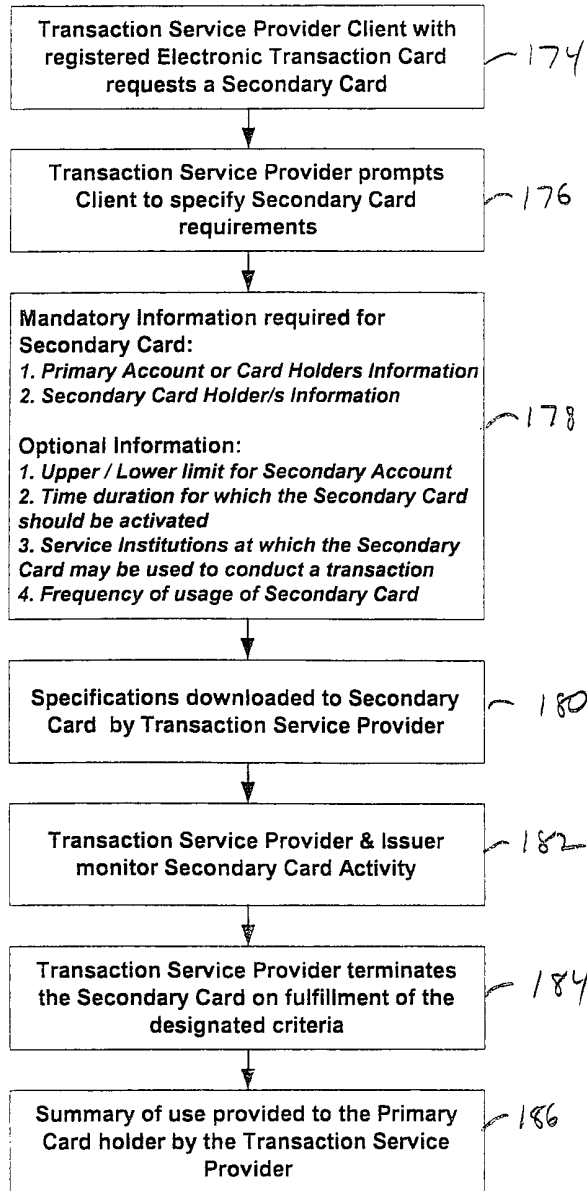 Transaction Service Provider Client with
registered Electronic Transaction Card
requests a Secondary Card
174
Transaction Service Provider prompts
Client to specify Secondary Card
requirements
176
Mandatory Information required for
Secondary Card:
1. Primary Account or Card Holders Information
2. Secondary Card Holder/s Information
Optional Information:
1. Upper / Lower limit for Secondary Account
2. Time duration for which the Secondary Card
should be activated
3. Service Institutions at which the Secondary
Card may be used to conduct a transaction
4. Frequency of usage of Secondary Card
178
Specifications downloaded to Secondary
Card by Transaction Service Provider
180
Transaction Service Provider & Issuer
monitor Secondary Card Activity
182
Transaction Service Provider terminates
the Secondary Card on fulfillment of the
designated criteria
184
Summary of use provided to the Primary
Card holder by the Transaction Service
Provider
186